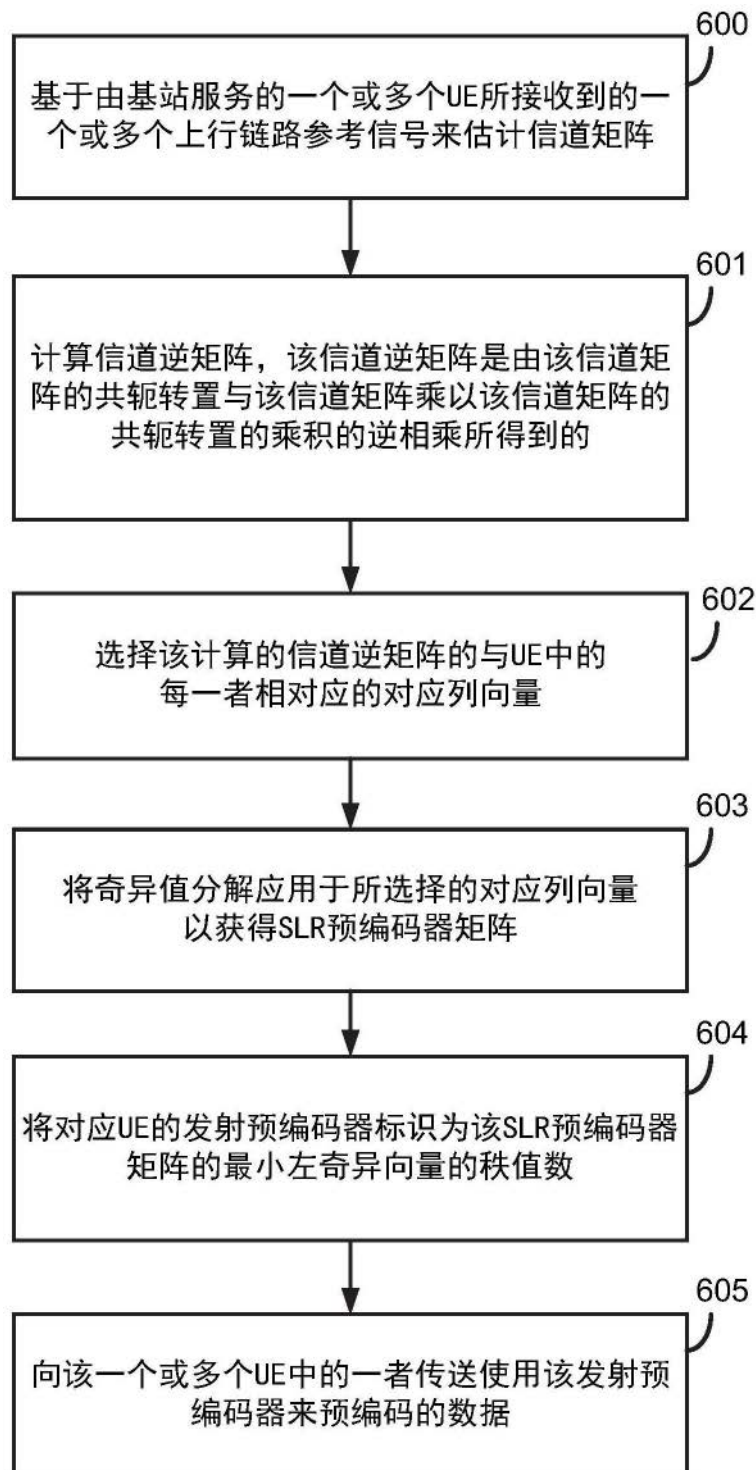 600
基于由基站服务的一个或多个UE所接收到的一
个或多个上行链路参考信号来估计信道矩阵
601
计算信道逆矩阵，该信道逆矩阵是由该信道矩
阵的共轭转置与该信道矩阵乘以该信道矩阵的
共轭转置的乘积的逆相乘所得到的
602
选择该计算的信道逆矩阵的与UE中的
每一者相对应的对应列向量
603
将奇异值分解应用于所选择的对应列向量
以获得SLR预编码器矩阵
604
将对应UE的发射预编码器标识为该SLR预编码器
矩阵的最小左奇异向量的秩值数
605
向该一个或多个UE中的一者传送使用该发射预
编码器来预编码的数据